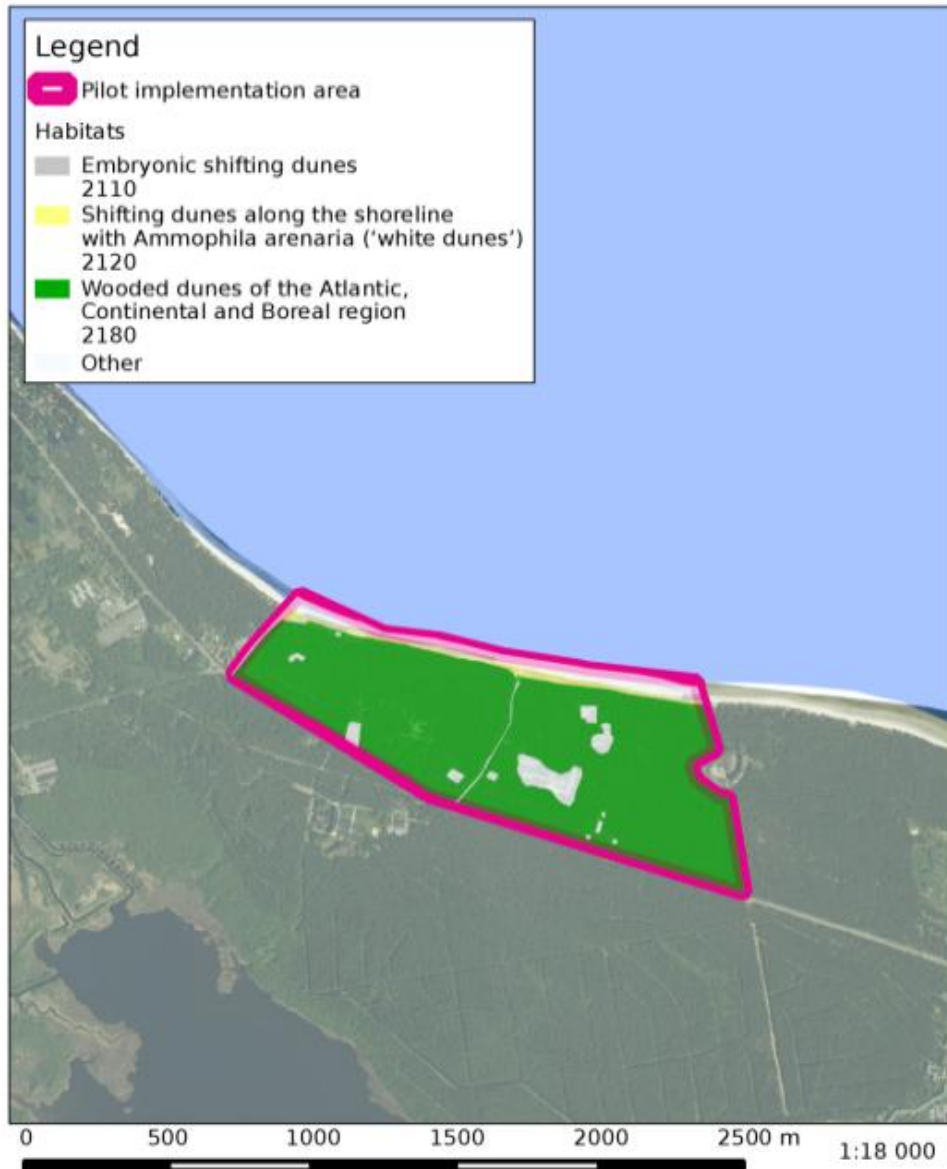 Legend
Pilot implementation area
Habitats
Embryonic shifting dunes
2110
Shifting dunes along the shoreline
with Ammophila arenaria (‘white dunes’)
2120
Wooded dunes of the Atlantic,
Continental and Boreal region
2180
Other
0 500 1000 1500 2000 2500 m
1:18 000